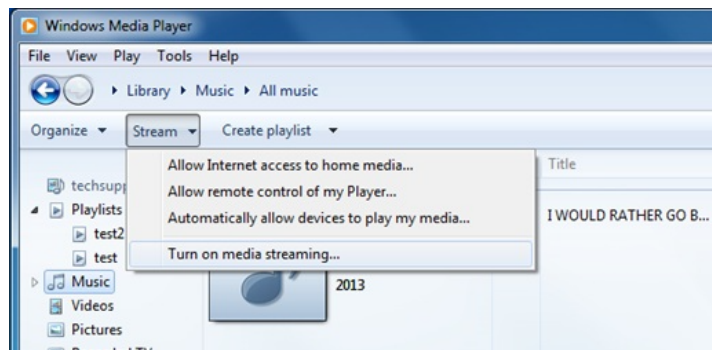 Windows Media Player
File View Play Tools Help
Library Music All music
Organize Stream Create playlist
Allow Internet access to home media...
Allow remote control of my Player...
Automatically allow devices to play my media...
Turn on media streaming...
Title
techsupp
Playlists
test2
test
Music
Videos
Pictures
I WOULD RATHER GO B...
2013